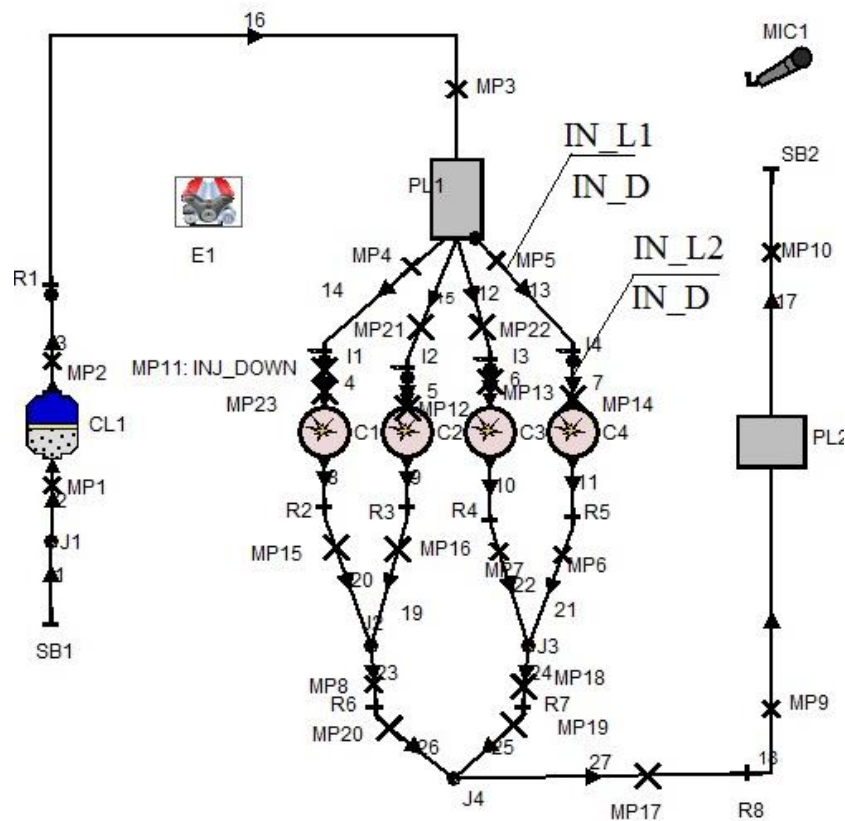 16
MIC1
MP3
IN_L1
SB2
PL1
IN_D
E1
MP4
MP5
IN_L2
MP10
R1
14
15
12
13
IN_D
17
3
MP21
MP22
MP2
MP11: INJ_DOWN
I1
I2
I3
I4
4
5
6
7
MP23
MP12
MP13
MP14
CL1
C1
C2
C3
C4
PL2
MP1
2
8
9
10
11
R2
R3
R4
R5
J1
MP15
MP16
MP7
MP6
1
20
19
22
21
SB1
J2
J3
23
24
MP8
MP18
R6
R7
MP9
MP20
MP19
26
25
27
18
J4
MP17
R8